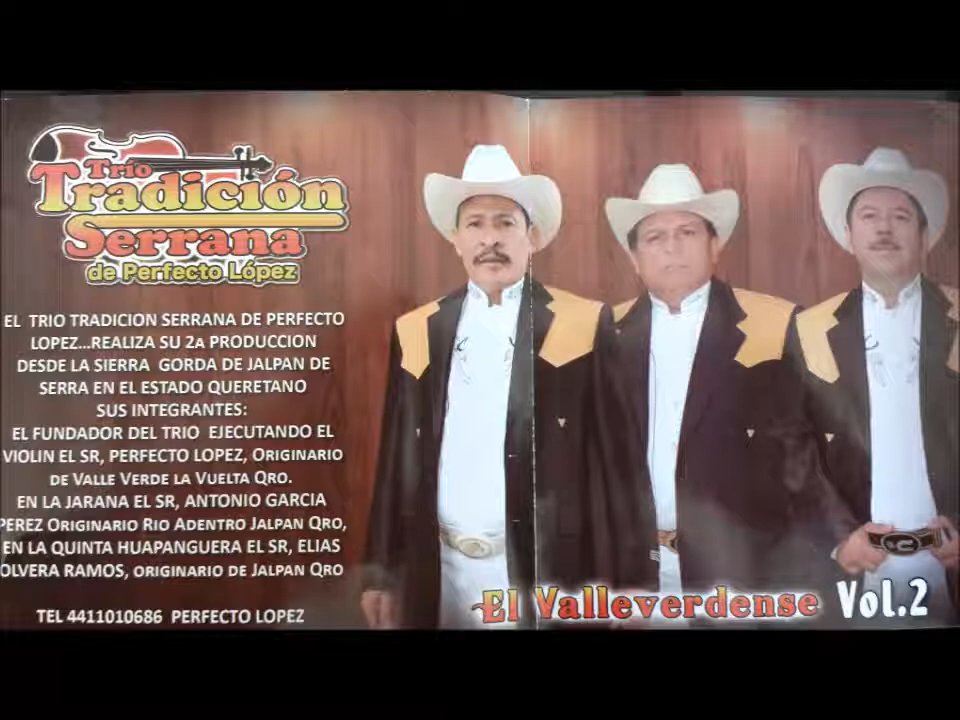 Trío
Tradición
Serrana
de Perfecto López
EL TRIO TRADICION SERRANA DE PERFECTO
LOPEZ...REALIZA SU 2A PRODUCCION
DESDE LA SIERRA GORDA DE JALPAN DE
SERRA EN EL ESTADO QUERETANO
SUS INTEGRANTES:
EL FUNDADOR DEL TRIO EJECUTANDO EL
VIOLIN EL SR, PERFECTO LOPEZ, ORIGINARIO
DE VALLE VERDE LA VUELTA QRO.
EN LA JARANA EL SR, ANTONIO GARCIA
PEREZ ORIGINARIO RIO ADENTRO JALPAN QRO,
EN LA QUINTA HUAPANGUERA EL SR, ELIAS
OLVERA RAMOS, ORIGINARIO DE JALPAN QRO
TEL 4411010686 PERFECTO LOPEZ
El Valleverdense Vol.2